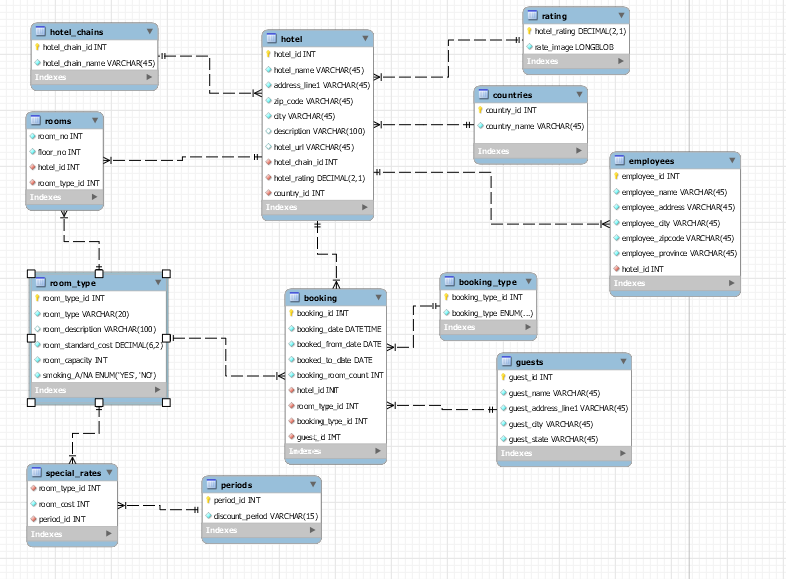 hotel_chains
hotel_chain_id INT
hotel_chain_name VARCHAR(45)
Indexes
hotel
hotel_id INT
hotel_name VARCHAR(45)
address_line1 VARCHAR(45)
zip_code VARCHAR(45)
city VARCHAR(45)
description VARCHAR(100)
hotel_url VARCHAR(45)
hotel_chain_id INT
hotel_rating DECIMAL(2,1)
country_id INT
Indexes
rating
hotel_rating DECIMAL(2,1)
rate_image LONGBLOB
Indexes
countries
country_id INT
country_name VARCHAR(45)
Indexes
rooms
room_no INT
floor_no INT
hotel_id INT
room_type_id INT
Indexes
employees
employee_id INT
employee_name VARCHAR(45)
employee_address VARCHAR(45)
employee_city VARCHAR(45)
employee_zipcode VARCHAR(45)
employee_province VARCHAR(45)
hotel_id INT
Indexes
room_type
room_type_id INT
room_type VARCHAR(20)
room_description VARCHAR(100)
room_standard_cost DECIMAL(6,2)
room_capacity INT
smoking_A/NA ENUM('YES', 'NO')
Indexes
booking
booking_id INT
booking_date DATETIME
booked_from_date DATE
booked_to_date DATE
booking_room_count INT
hotel_id INT
room_type_id INT
booking_type_id INT
guest_id INT
Indexes
booking_type
booking_type_id INT
booking_type ENUM(...)
Indexes
guests
guest_id INT
guest_name VARCHAR(45)
guest_address_line1 VARCHAR(45)
guest_city VARCHAR(45)
guest_state VARCHAR(45)
Indexes
special_rates
room_type_id INT
room_cost INT
period_id INT
Indexes
periods
period_id INT
discount_period VARCHAR(15)
Indexes